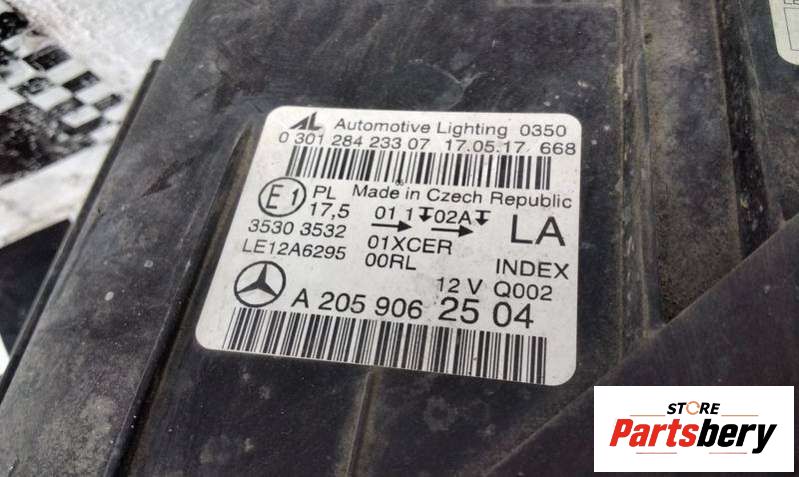 AL Automotive Lighting 0350
0 301 284 233 07 17.05.17 668
E1 PL Made in Czech Republic
17,5 01 1 02A LA
3530 3532
LE12A6295 01XCER
00RL INDEX
12 V Q002
A 205 906 25 04
STORE
Partsbery